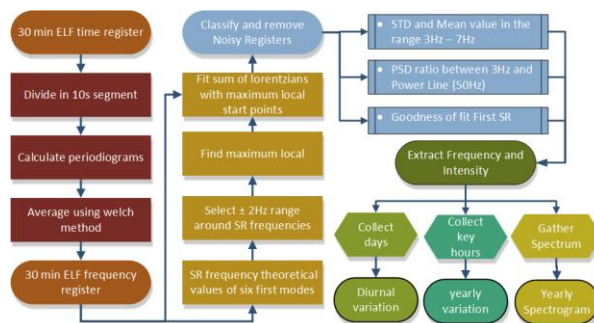 30 min ELF time register
Divide in 10s segment
Calculate periodiograms
Average using welch
method
30 min ELF frequency
register
Classify and remove
Noisy Registers
Fit sum of lorentzians
with maximum local
start points
Find maximum local
Select ± 2Hz range
around SR frequencies
SR frequency theoretical
values of six first modes
• STD and Mean value in the
range 3Hz – 7Hz
• PSD ratio between 3Hz and
Power Line (50Hz)
• Goodness of fit First SR
Extract Frequency and
Intensity
Collect
days
Collect
key
hours
Gather
Spectrum
Diurnal
variation
yearly
variation
Yearly
Spectrogram